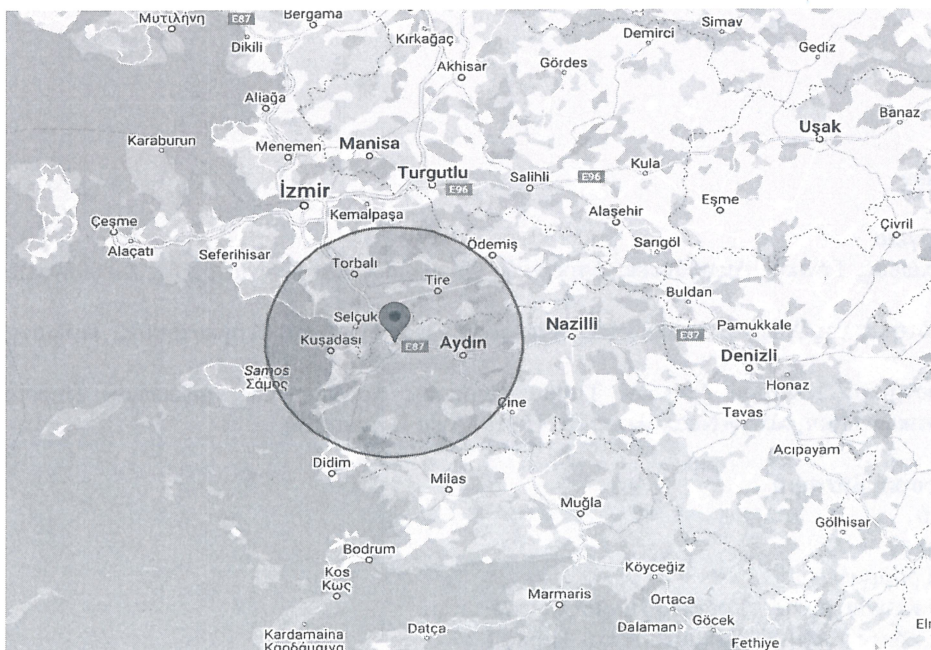 Μυτιλήνη
E87
Bergama
Simav
Dikili
Kırkağaç
Demirci
Gediz
Akhisar
Gördes
Aliağa
Banaz
Karaburun
Menemen
Manisa
Uşak
Turgutlu
Salihli
E96
Kula
İzmir
E96
Eşme
Çeşme
Kemalpaşa
Alaşehir
Çivril
Alaçatı
Seferihisar
Ödemiş
Sarıgöl
Torbalı
Tire
Buldan
Selçuk
Nazilli
Pamukkale
Kuşadası
E87
Aydın
E87
Denizli
Samos
Σάμος
Honaz
Çine
Tavas
Didim
Acıpayam
Milas
Muğla
Gölhisar
Bodrum
Kos
Κως
Köyceğiz
Marmaris
Ortaca
Datça
Dalaman
Göcek
Kardamaina
Καρδάμαινα
Fethiye